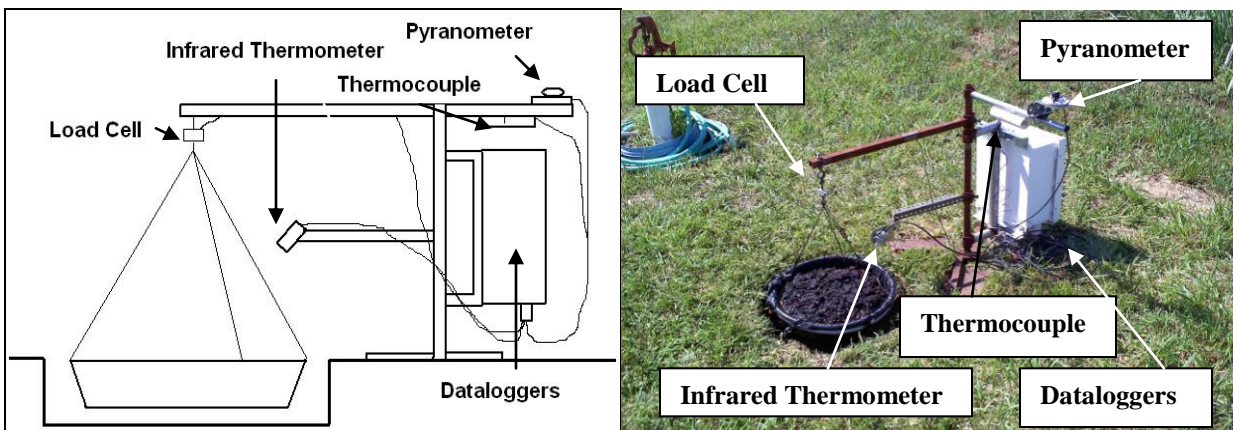 Pyranometer
Infrared Thermometer
Thermocouple
Load Cell
Dataloggers
Pyranometer
Load Cell
Thermocouple
Infrared Thermometer
Dataloggers